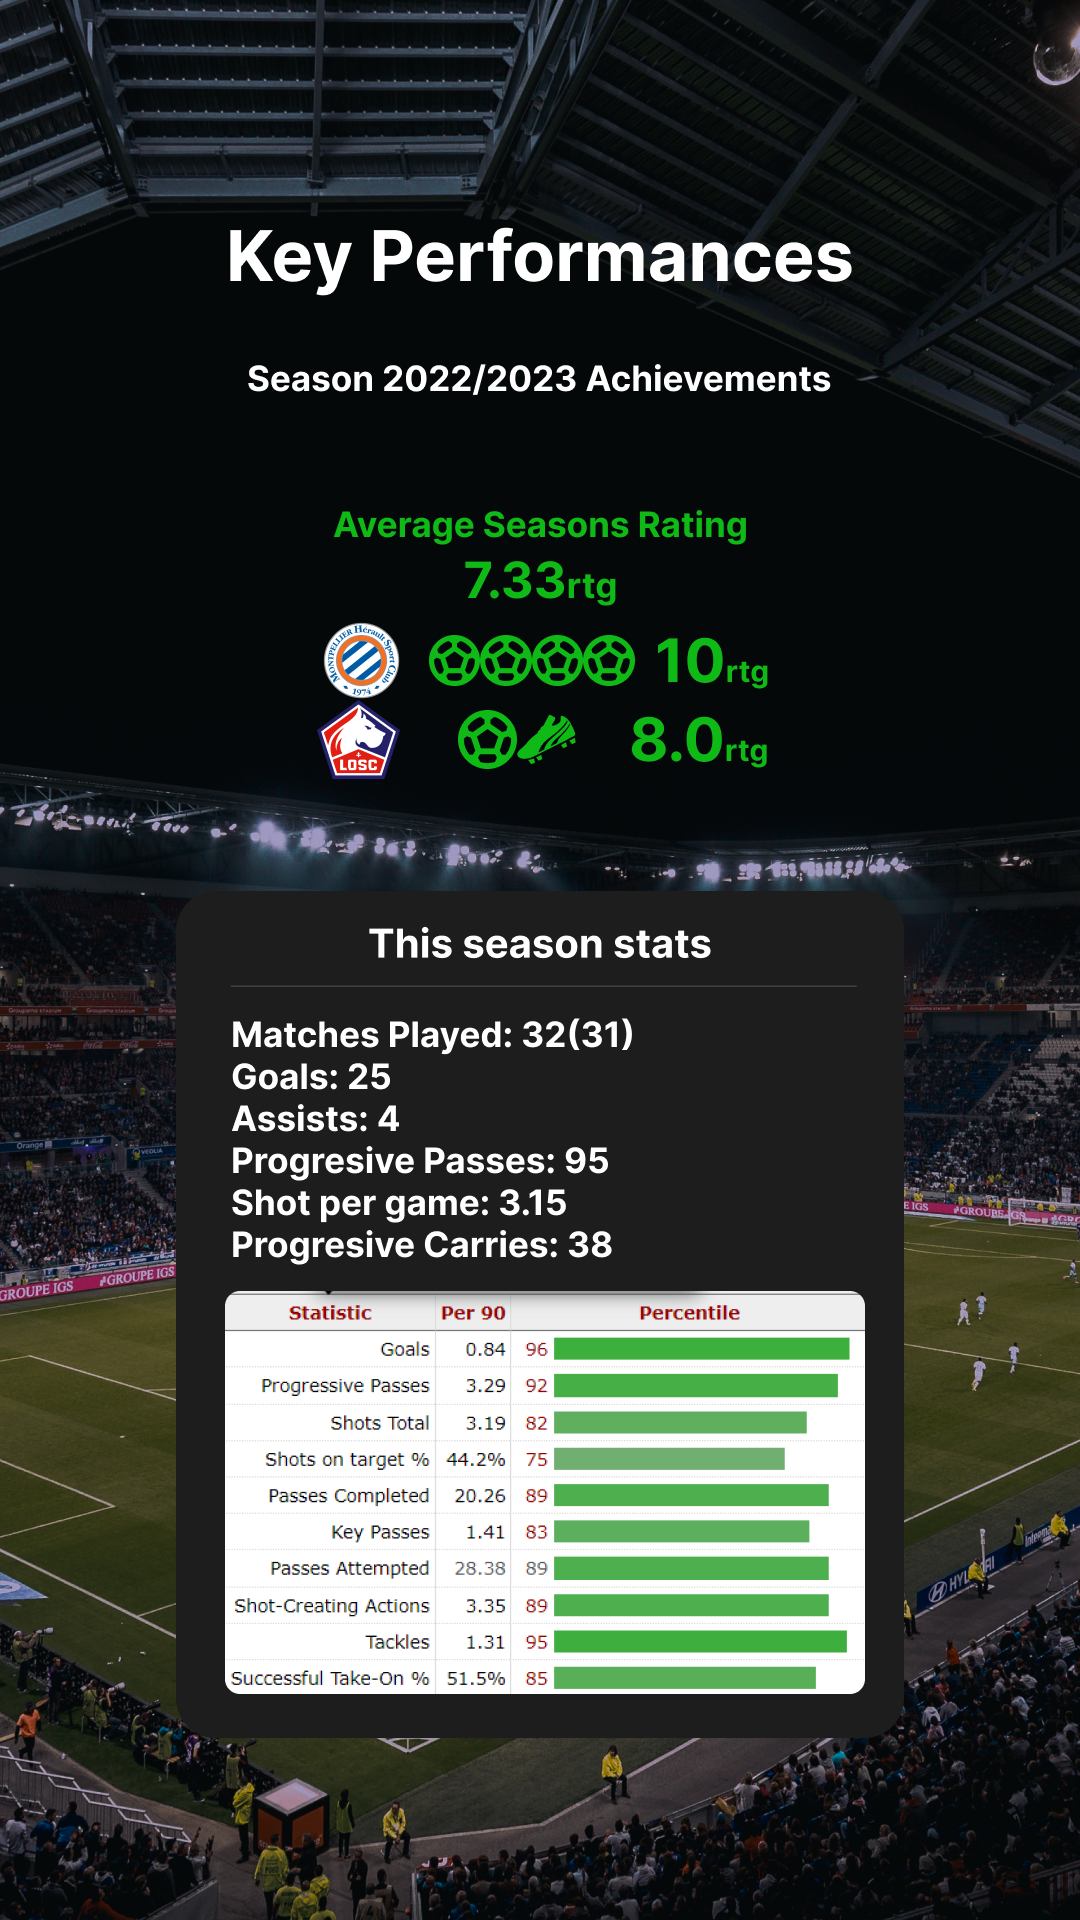 Key Performances
Season 2022/2023 Achievements
Average Seasons Rating
7.33rtg
MONTPELLIER Hérault Sport Club
1974
10rtg
LOSC
8.0rtg
This season stats
Matches Played: 32(31)
Goals: 25
Assists: 4
Progresive Passes: 95
Shot per game: 3.15
Progresive Carries: 38
Statistic Per 90 Percentile
Goals 0.84 96
Progressive Passes 3.29 92
Shots Total 3.19 82
Shots on target % 44.2% 75
Passes Completed 20.26 89
Key Passes 1.41 83
Passes Attempted 28.38 89
Shot-Creating Actions 3.35 89
Tackles 1.31 95
Successful Take-On % 51.5% 85
Orange
VEOLIA
GROUPE IGS
GROUPE IGS
E IGS
GROUPE IGS